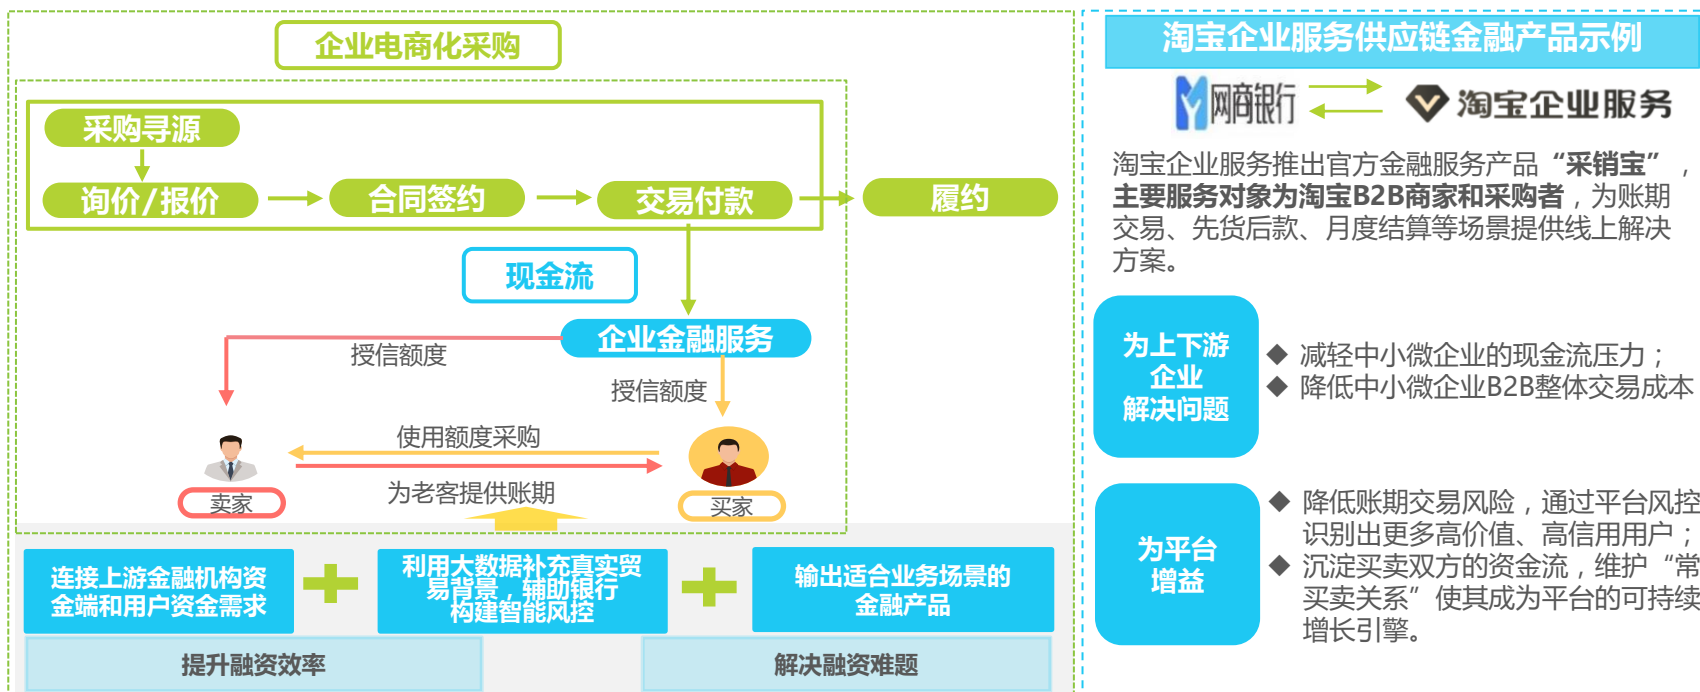 企业电商化采购
采购寻源
询价/报价
合同签约
交易付款
履约
现金流
企业金融服务
授信额度
授信额度
使用额度采购
为老客提供账期
卖家
买家
连接上游金融机构资
金端和用户资金需求
利用大数据补充真实贸
易背景，辅助银行
构建智能风控
输出适合业务场景的
金融产品
提升融资效率
解决融资难题
淘宝企业服务供应链金融产品示例
网商银行
淘宝企业服务
淘宝企业服务推出官方金融服务产品“采销宝”，
主要服务对象为淘宝B2B商家和采购者，为账期
交易、先货后款、月度结算等场景提供线上解决
方案。
为上下游
企业
解决问题
◆ 减轻中小微企业的现金流压力；
◆ 降低中小微企业B2B整体交易成本
为平台
增益
◆ 降低账期交易风险，通过平台风控
识别出更多高价值、高信用用户；
◆ 沉淀买卖双方的资金流，维护“常
买卖关系”使其成为平台的可持续
增长引擎。